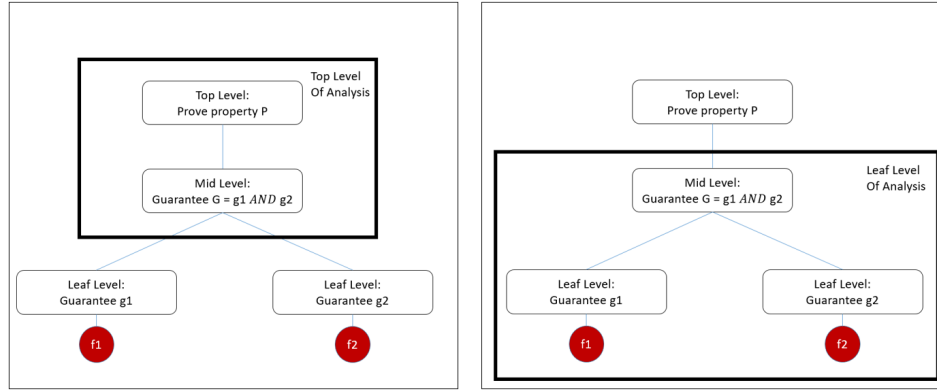 Top Level
Of Analysis
Top Level:
Prove property P
Mid Level:
Guarantee G = g1 AND g2
Leaf Level:
Guarantee g1
Leaf Level:
Guarantee g2
f1
f2
Top Level:
Prove property P
Leaf Level
Of Analysis
Mid Level:
Guarantee G = g1 AND g2
Leaf Level:
Guarantee g1
Leaf Level:
Guarantee g2
f1
f2